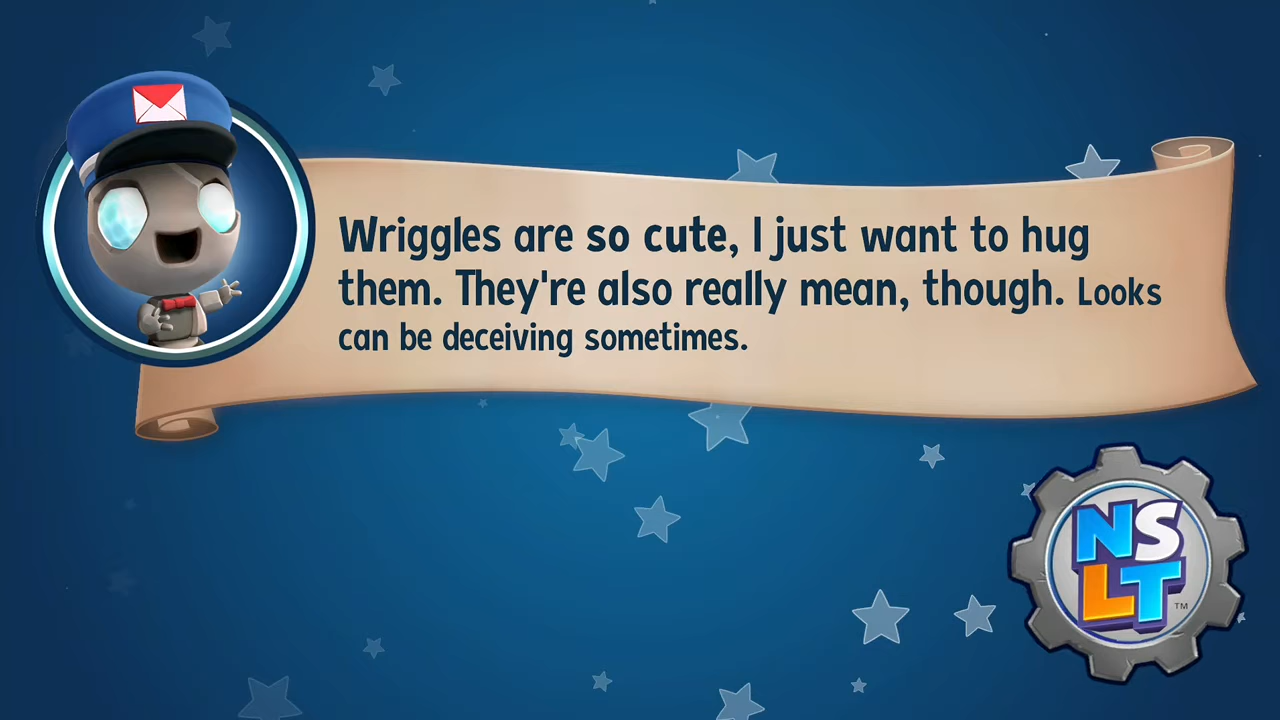 Wriggles are so cute, I just want to hug
them. They're also really mean, though. Looks
can be deceiving sometimes.
NS
LT
TM